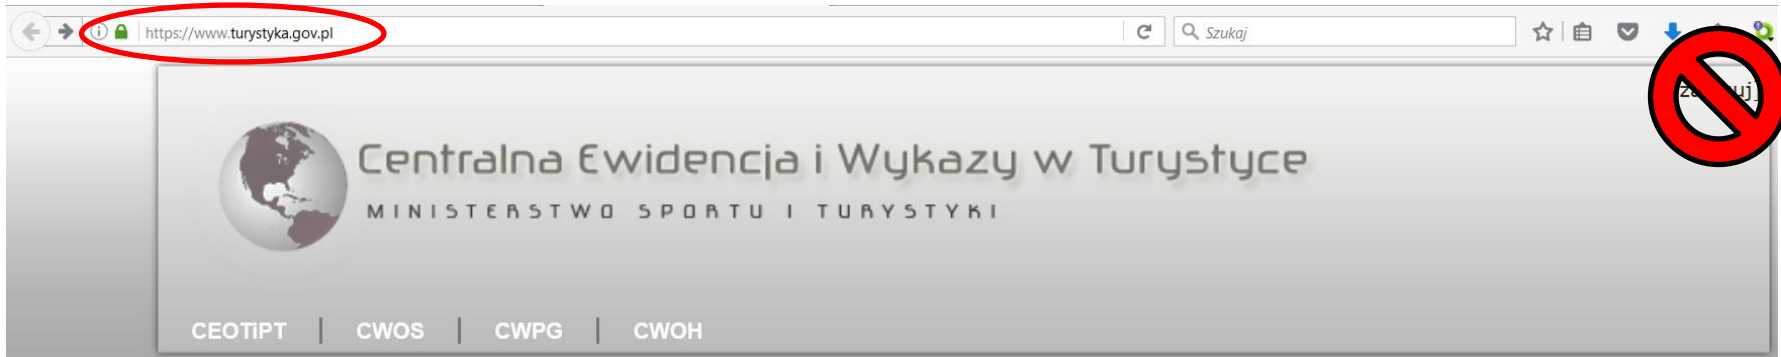 https://www.turystyka.gov.pl
Szukaj
Centralna Ewidencja i Wykazy w Turystyce
MINISTERSTWO SPORTU I TURYSTYKI
CEOTiPT | CWOS | CWPG | CWOH